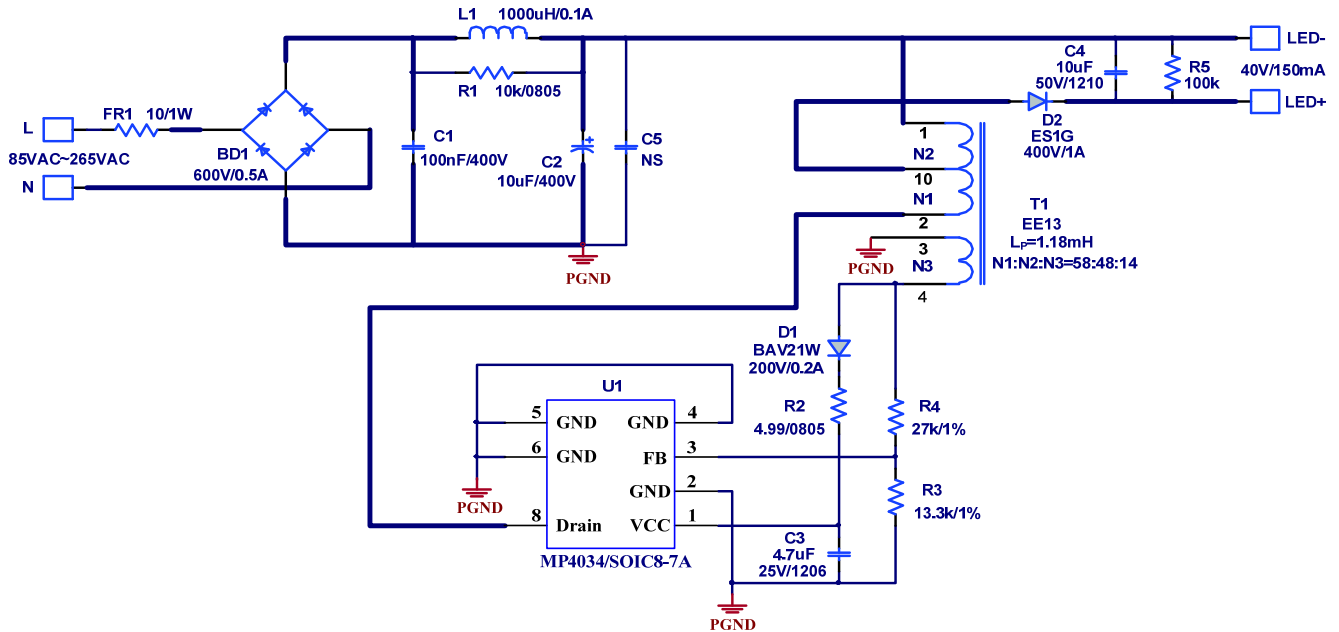 L1
1000uH/0.1A
LED-
C4
10uF
50V/1210
R5
100k
40V/150mA
R1
10k/0805
LED+
FR1
10/1W
D2
ES1G
400V/1A
L
85VAC~265VAC
N
BD1
600V/0.5A
C1
100nF/400V
C2
10uF/400V
C5
NS
1
N2
10
N1
2
T1
EE13
LP=1.18mH
N1:N2:N3=58:48:14
3
N3
4
PGND
PGND
D1
BAV21W
200V/0.2A
U1
R2
4.99/0805
R4
27k/1%
5
GND
GND
4
6
GND
FB
3
GND
2
8
Drain
VCC
1
PGND
R3
13.3k/1%
C3
4.7uF
25V/1206
MP4034/SOIC8-7A
PGND